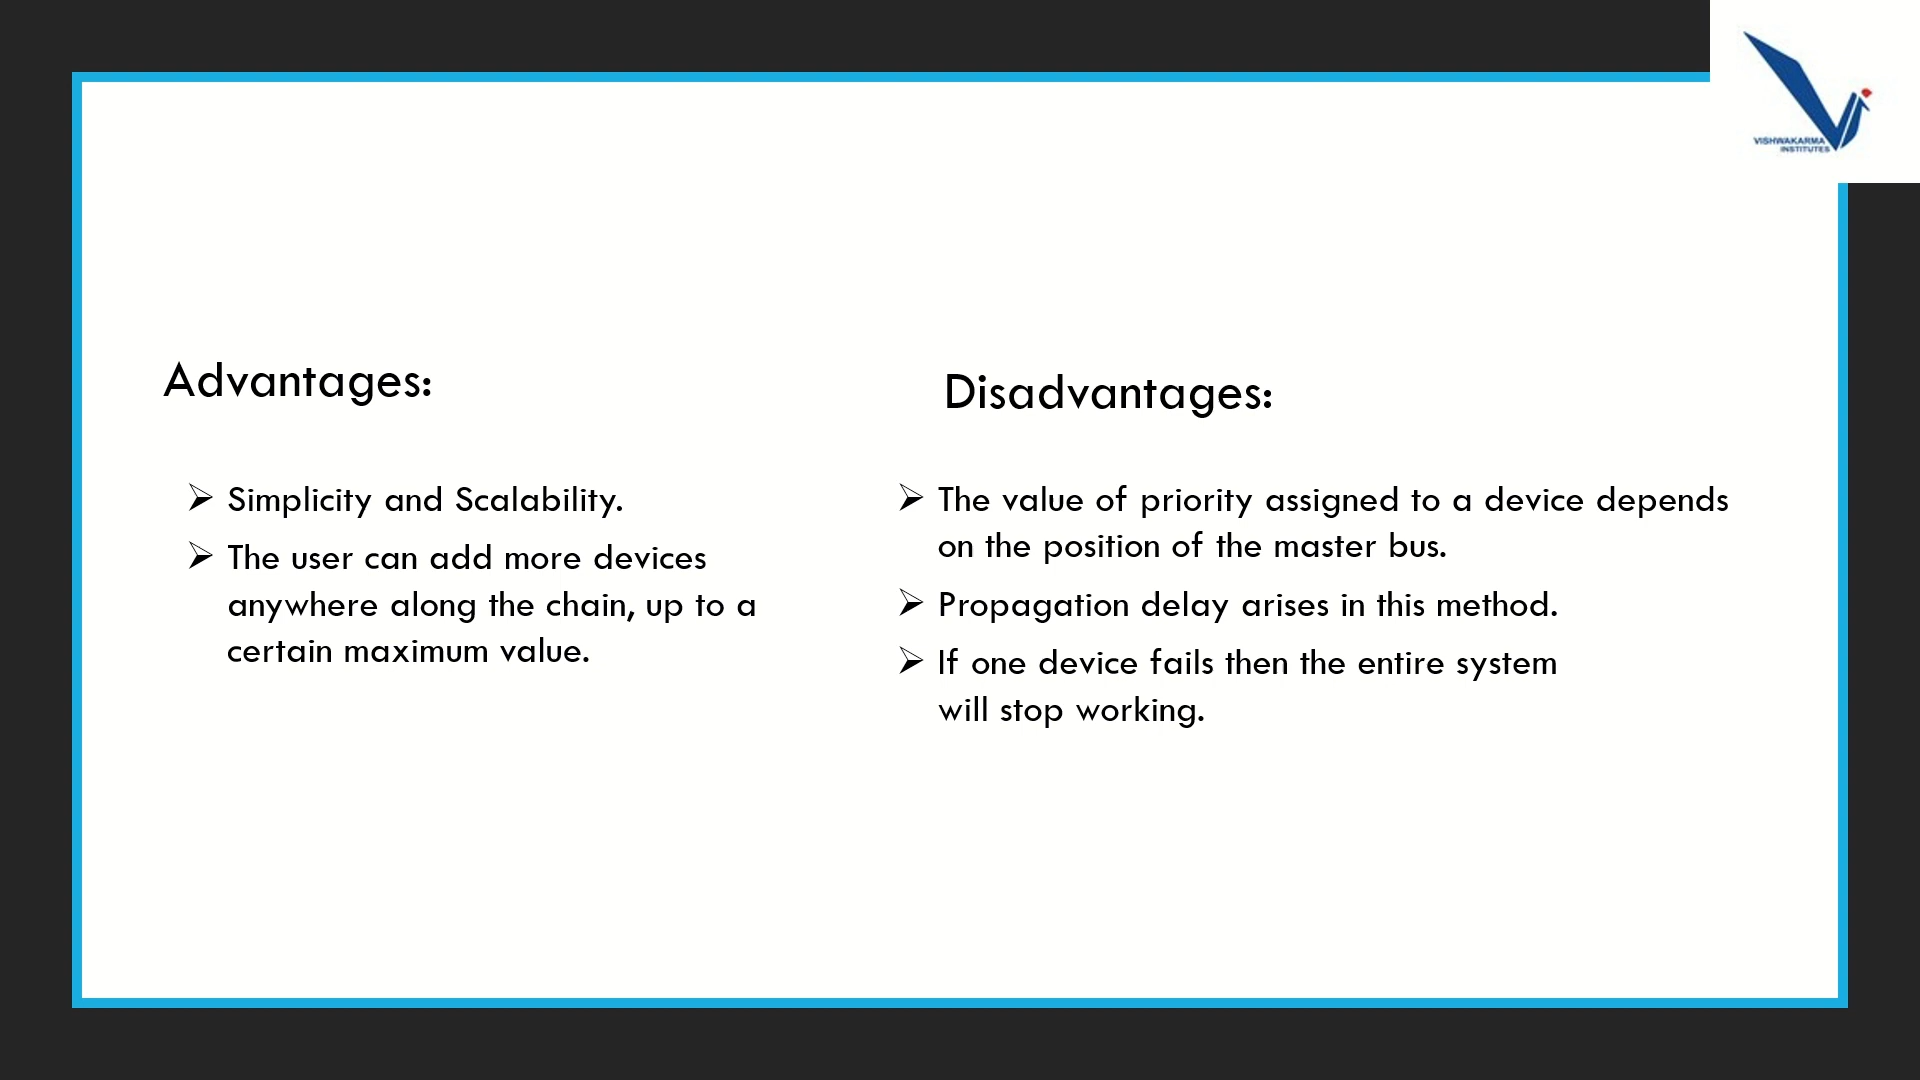 VISHWAKARMA
INSTITUTES
Advantages:
➢ Simplicity and Scalability.
➢ The user can add more devices
anywhere along the chain, up to a
certain maximum value.
Disadvantages:
➢ The value of priority assigned to a device depends
on the position of the master bus.
➢ Propagation delay arises in this method.
➢ If one device fails then the entire system
will stop working.